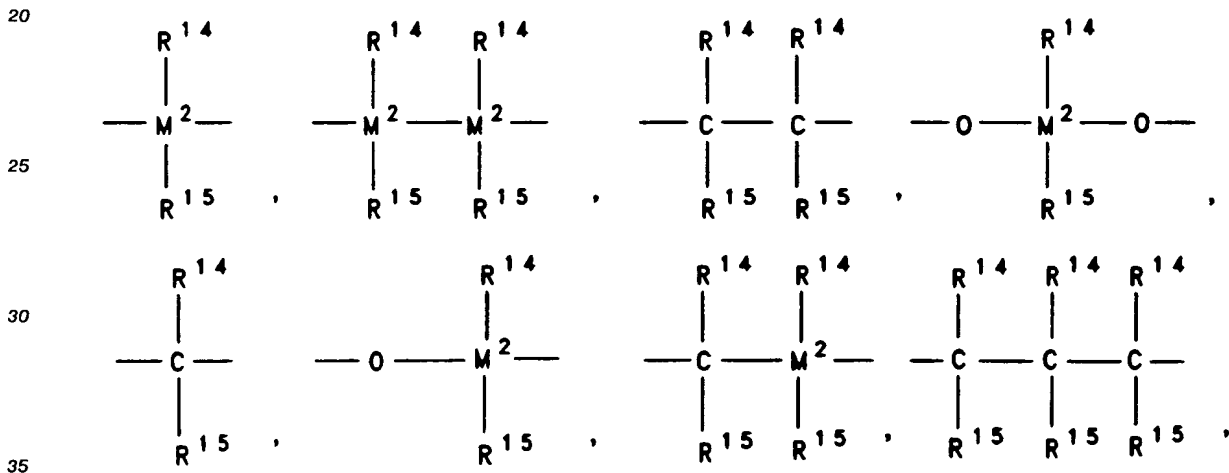 20
R14 R14 R14 R14 R14 R14
M2 M2 M2 C C O M2 O
25
R15 , R15 R15 , R15 R15 , R15 ,
R14 R14 R14 R14 R14 R14 R14
30
C O M2 C M2 C C C
R15 , R15 , R15 R15 , R15 R15 R15 ,
35